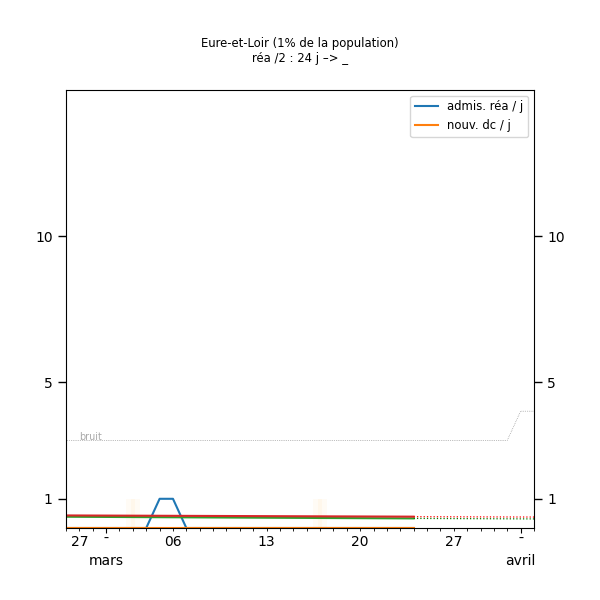 Eure-et-Loir (1% de la population)
réa /2 : 24 j –> _
admis. réa / j
nouv. dc / j
10 10
5 5
bruit
1 1
27 - 06 13 20 27 -
mars avril